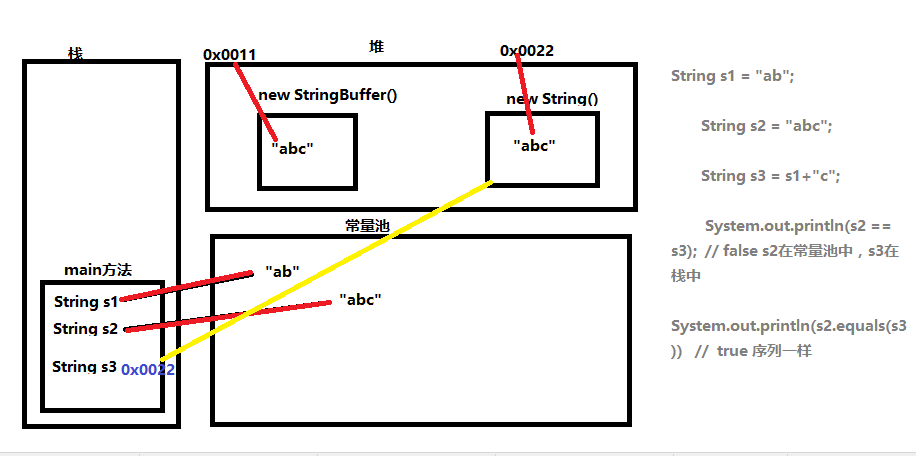 栈
堆
0x0011
0x0022
new StringBuffer()
new String()
"abc"
"abc"
常量池
main方法
"ab"
String s1
"abc"
String s2
String s3 0x0022
String s1 = "ab";
String s2 = "abc";
String s3 = s1+"c";
System.out.println(s2 ==
s3); // false s2在常量池中，s3在
栈中
System.out.println(s2.equals(s3
)) // true 序列一样